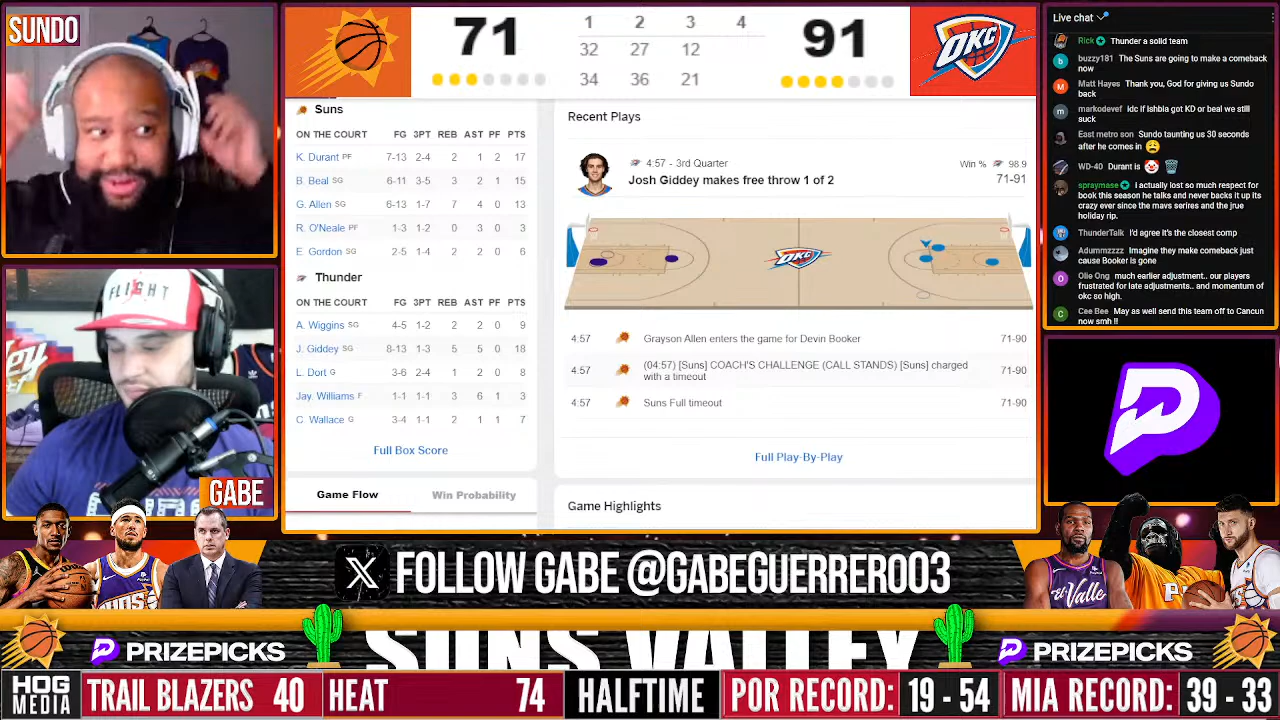 SUNDO
FLIGHT
GABE
71
91
1 2 3 4
32 27 12
34 36 21
OKC
Suns
ON THE COURT FG 3PT REB AST PF PTS
K. Durant PF 7-13 2-4 2 1 2 17
B. Beal SG 6-11 3-5 3 2 1 15
G. Allen SG 6-13 1-7 7 4 0 13
R. O'Neale PF 1-3 1-2 0 3 0 3
E. Gordon SG 2-5 1-4 2 2 0 6
Thunder
ON THE COURT FG 3PT REB AST PF PTS
A. Wiggins SG 4-5 1-2 2 2 0 9
J. Giddey SG 8-13 1-3 5 5 0 18
L. Dort G 3-6 2-4 1 2 0 8
Jay. Williams F 1-1 1-1 3 6 1 3
C. Wallace G 3-4 1-1 2 1 1 7
Full Box Score
Game Flow
Win Probability
Recent Plays
4:57 - 3rd Quarter
Win % 98.9
Josh Giddey makes free throw 1 of 2
71-91
OKC
4:57 Grayson Allen enters the game for Devin Booker 71-90
4:57 (04:57) [Suns] COACH'S CHALLENGE (CALL STANDS) [Suns] charged 71-90
with a timeout
4:57 Suns Full timeout 71-90
Full Play-By-Play
Game Highlights
Live chat
Rick Thunder a solid team
buzzy181 The Suns are going to make a comeback
now
Matt Hayes Thank you, God for giving us Sundo
back
markodevef idc if Ishbia got KD or beal we still
suck
East metro son Sundo taunting us 30 seconds
after he comes in
WD-40 Durant is
spraymase I actually lost so much respect for
book this season he talks and never backs it up its
crazy ever since the mavs serires and the jrue
holiday rip.
ThunderTalk I'd agree It's the closest comp
Adummzzzz Imagine they make comeback just
cause Booker is gone
Olie Ong much earlier adjustment.. our players
frustrated for late adjustments.. and momentum of
okc so high.
Cee Bee May as well send this team off to Cancun
now smh !!
FOLLOW GABE @GABEGUERRERO03
SUNS
El Valle
PRIZEPICKS
SUNS VALLEY
PRIZEPICKS
HOG
MEDIA
TRAIL BLAZERS 40 HEAT 74 HALFTIME POR RECORD: 19 - 54 MIA RECORD: 39 - 33